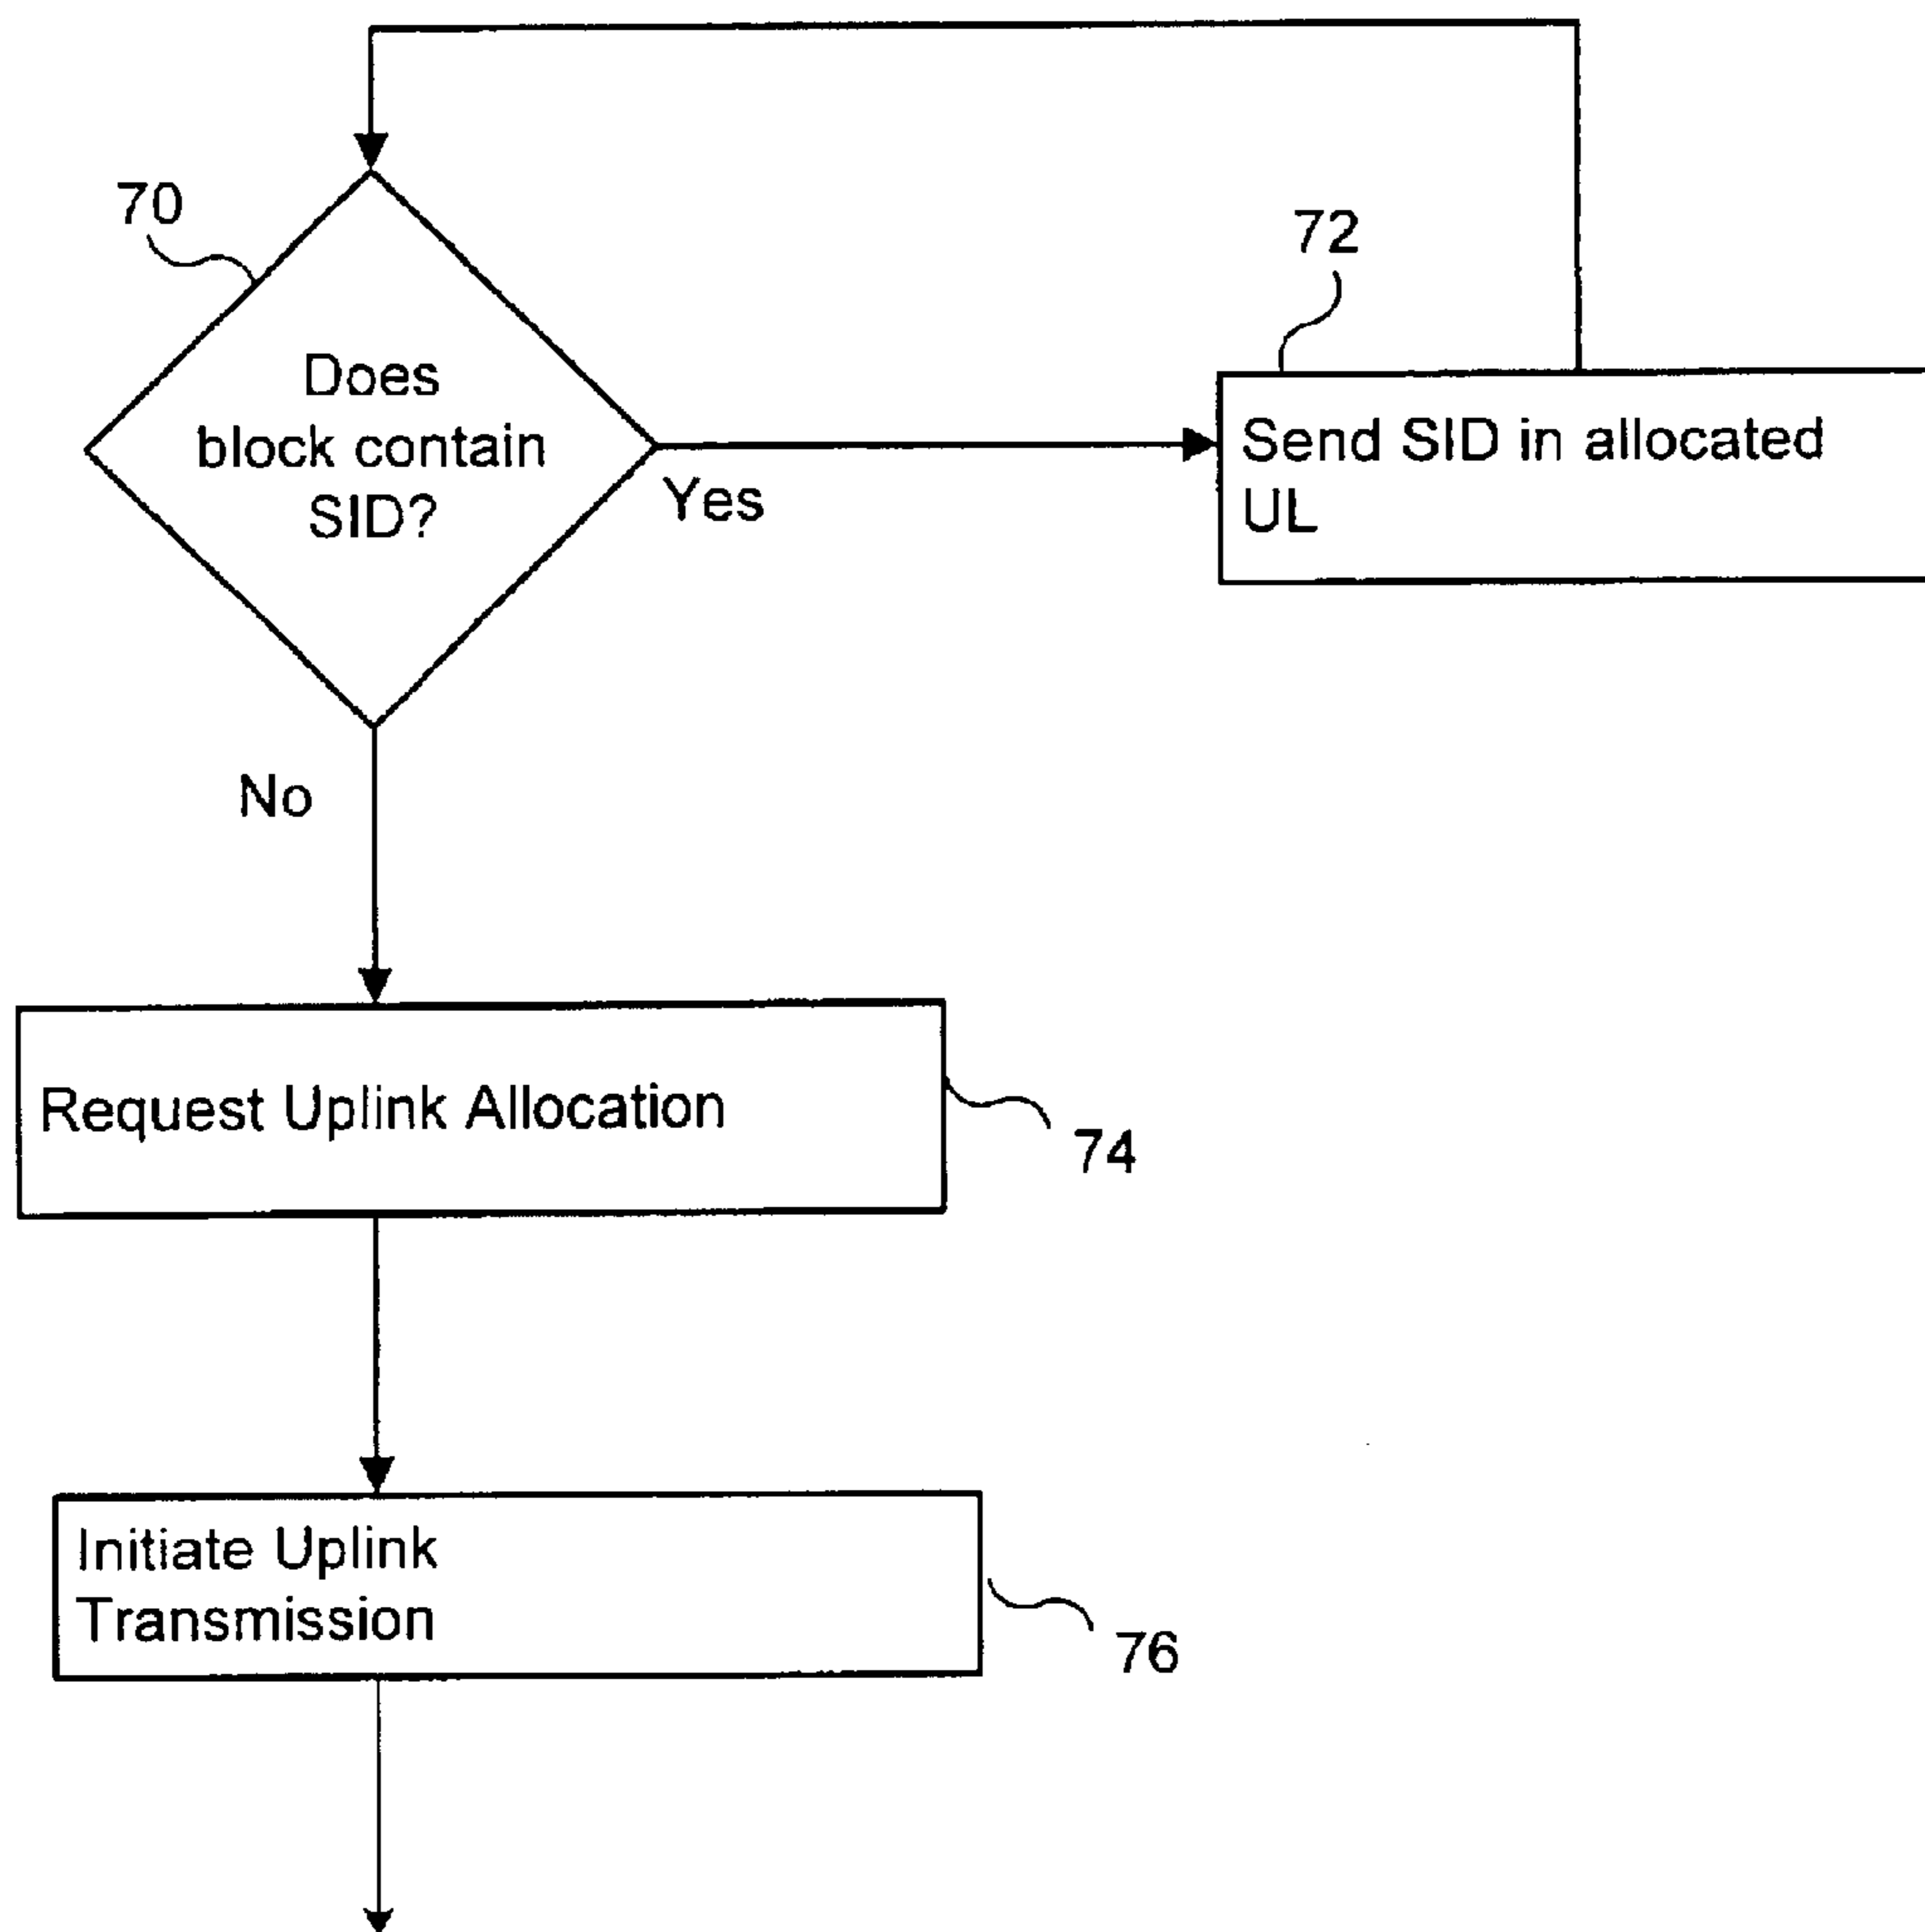 70
Does
block contain
SID?
Yes
72
Send SID in allocated
UL
No
Request Uplink Allocation
74
Initiate Uplink
Transmission
76